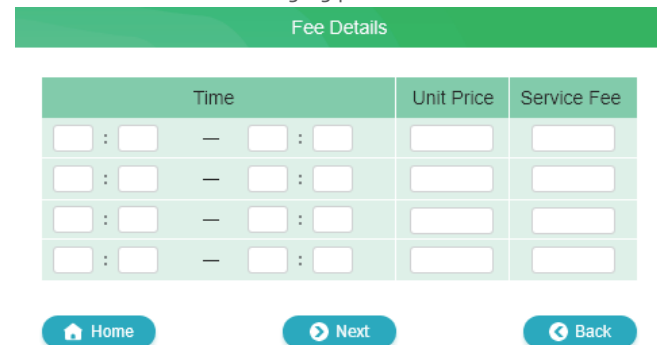 Fee Details
Time Unit Price Service Fee
: — :
: — :
: — :
: — :
Home Next Back